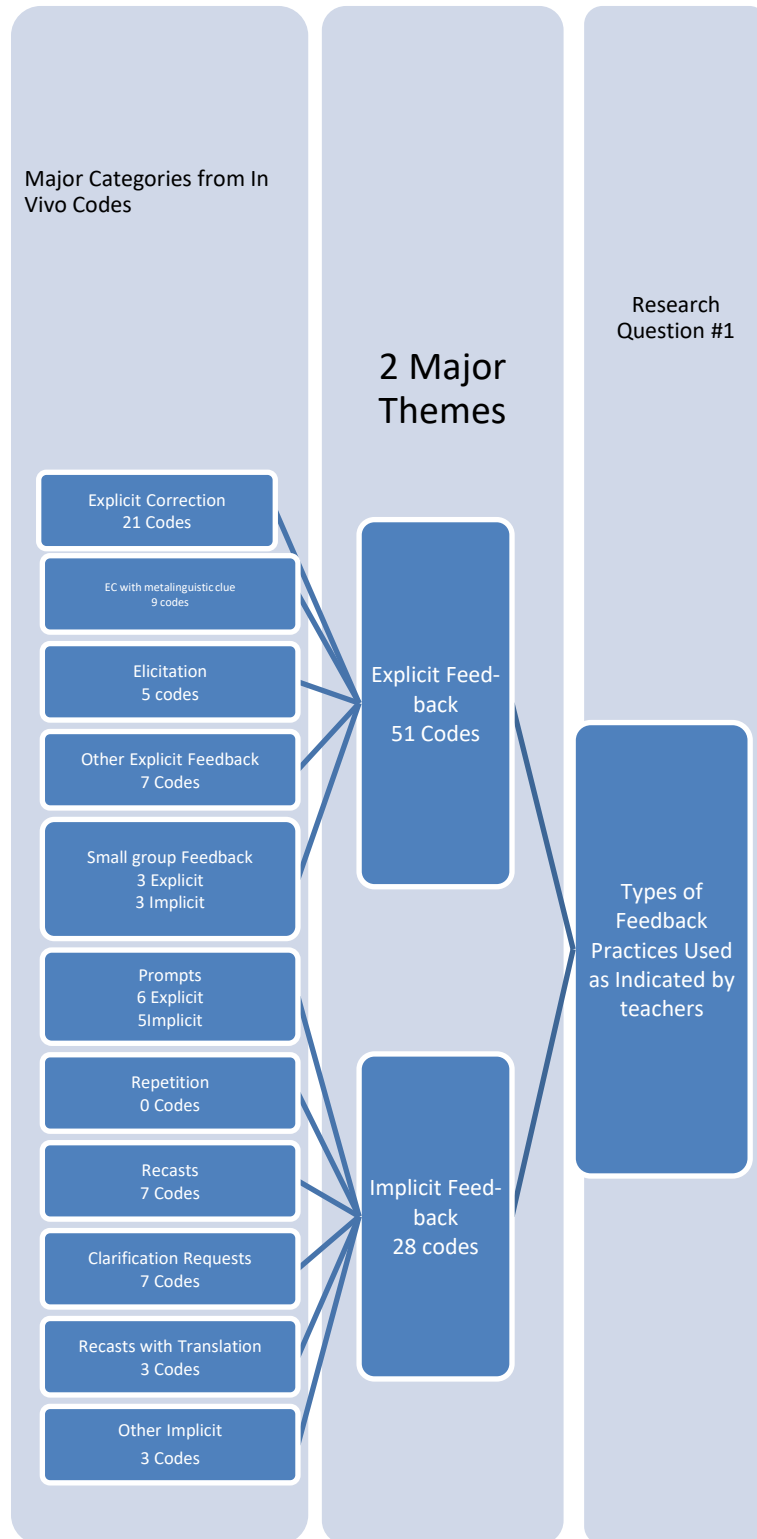 Major Categories from In
Vivo Codes
Explicit Correction
21 Codes
EC with metalinguistic clue
9 codes
Elicitation
5 codes
Other Explicit Feedback
7 Codes
Small group Feedback
3 Explicit
3 Implicit
Prompts
6 Explicit
5Implicit
Repetition
0 Codes
Recasts
7 Codes
Clarification Requests
7 Codes
Recasts with Translation
3 Codes
Other Implicit
3 Codes
2 Major
Themes
Explicit Feed-
back
51 Codes
Implicit Feed-
back
28 codes
Research
Question #1
Types of
Feedback
Practices Used
as Indicated by
teachers